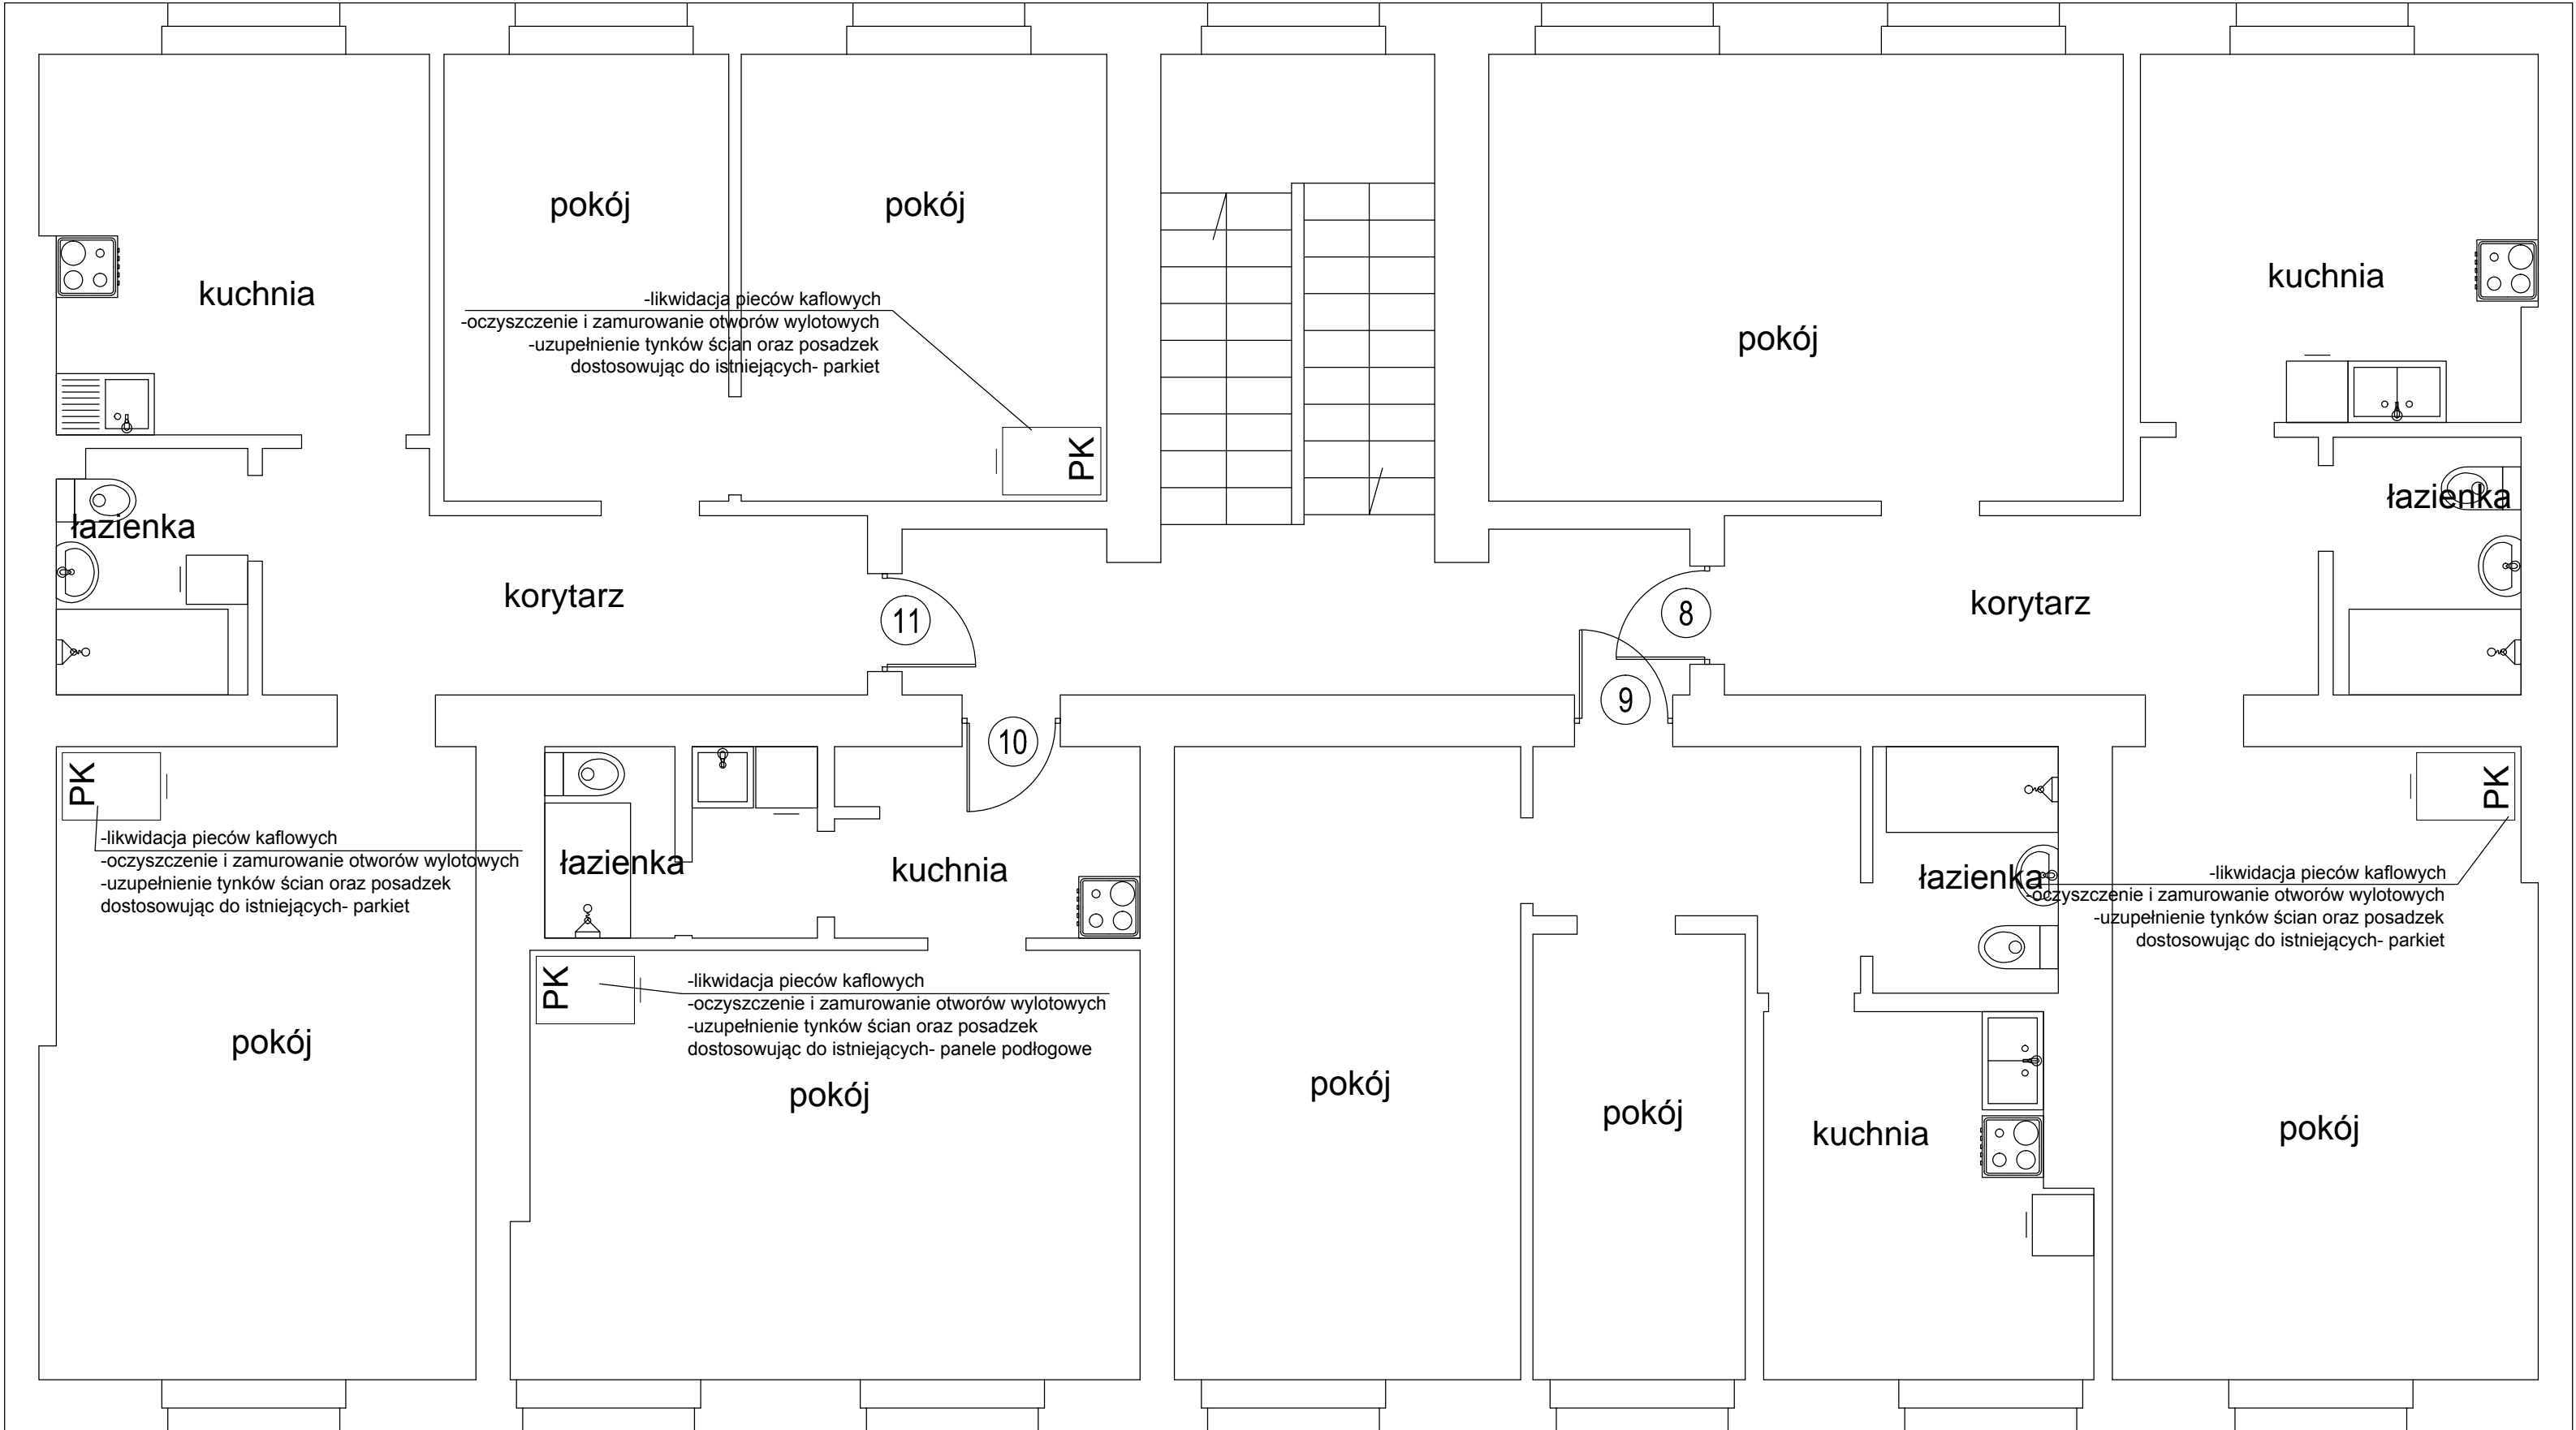 pokój
pokój
kuchnia
kuchnia
-likwidacja pieców kaflowych
-oczyszczenie i zamurowanie otworów wylotowych
-uzupełnienie tynków ścian oraz posadzek
dostosowując do istniejących- parkiet
pokój
PK
łazienka
łazienka
korytarz
11
8
korytarz
9
10
PK
PK
-likwidacja pieców kaflowych
-oczyszczenie i zamurowanie otworów wylotowych
-uzupełnienie tynków ścian oraz posadzek
dostosowując do istniejących- parkiet
łazienka
kuchnia
łazienka
-likwidacja pieców kaflowych
-oczyszczenie i zamurowanie otworów wylotowych
-uzupełnienie tynków ścian oraz posadzek
dostosowując do istniejących- parkiet
PK
-likwidacja pieców kaflowych
-oczyszczenie i zamurowanie otworów wylotowych
-uzupełnienie tynków ścian oraz posadzek
dostosowując do istniejących- panele podłogowe
pokój
pokój
pokój
pokój
kuchnia
pokój